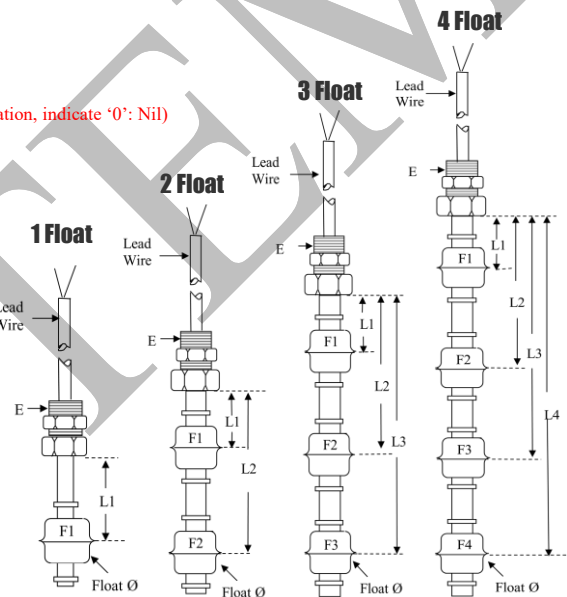 4 Float
3 Float
ation, indicate ‘0’: Nil)
2 Float
1 Float
Lead
Wire
E
L1
F1
Float Ø
Lead
Wire
E
F1
L1
L2
F2
Float Ø
Lead
Wire
E
F1
L1
L2
F2
L3
F3
Float Ø
Lead
Wire
E
F1
L1
L2
F2
L3
F3
L4
F4
Float Ø